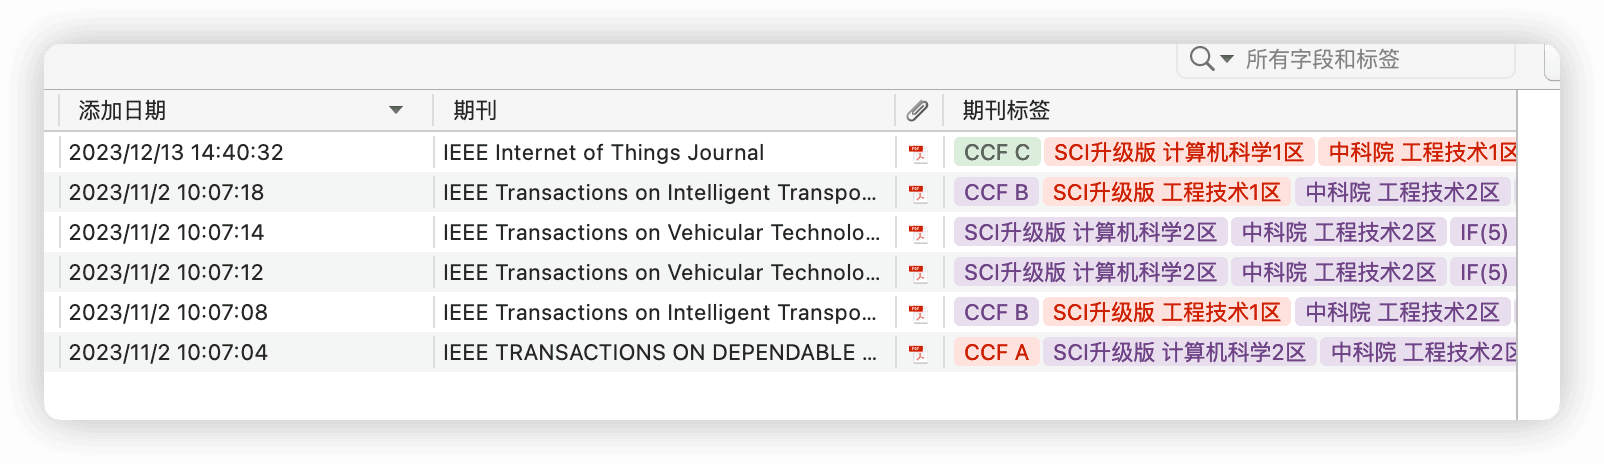 所有字段和标签
添加日期 期刊 期刊标签
2023/12/13 14:40:32 IEEE Internet of Things Journal CCF C SCI升级版 计算机科学1区 中科院 工程技术1区
2023/11/2 10:07:18 IEEE Transactions on Intelligent Transpo... CCF B SCI升级版 工程技术1区 中科院 工程技术2区
2023/11/2 10:07:14 IEEE Transactions on Vehicular Technolo... SCI升级版 计算机科学2区 中科院 工程技术2区 IF(5)
2023/11/2 10:07:12 IEEE Transactions on Vehicular Technolo... SCI升级版 计算机科学2区 中科院 工程技术2区 IF(5)
2023/11/2 10:07:08 IEEE Transactions on Intelligent Transpo... CCF B SCI升级版 工程技术1区 中科院 工程技术2区
2023/11/2 10:07:04 IEEE TRANSACTIONS ON DEPENDABLE ... CCF A SCI升级版 计算机科学2区 中科院 工程技术2区